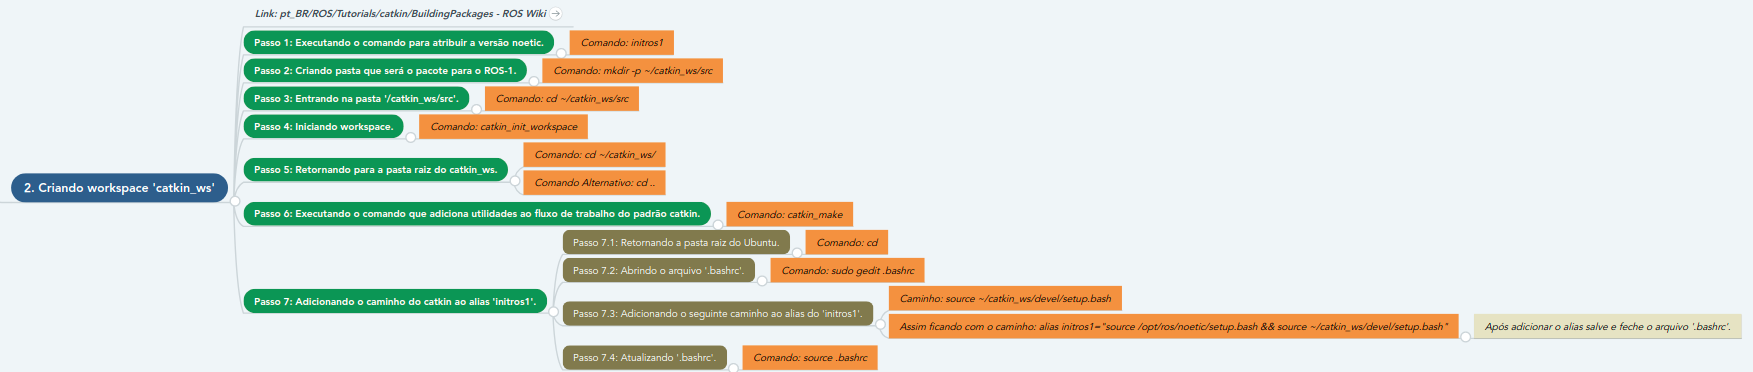 Link: pt_BR/ROS/Tutorials/catkin/BuildingPackages - ROS Wiki
Passo 1: Executando o comando para atribuir a versão noetic.
Comando: initros1
Passo 2: Criando pasta que será o pacote para o ROS-1.
Comando: mkdir -p ~/catkin_ws/src
Passo 3: Entrando na pasta '/catkin_ws/src'.
Comando: cd ~/catkin_ws/src
Passo 4: Iniciando workspace.
Comando: catkin_init_workspace
2. Criando workspace 'catkin_ws'
Passo 5: Retornando para a pasta raiz do catkin_ws.
Comando: cd ~/catkin_ws/
Comando Alternativo: cd ..
Passo 6: Executando o comando que adiciona utilidades ao fluxo de trabalho do padrão catkin.
Comando: catkin_make
Passo 7: Adicionando o caminho do catkin ao alias 'initros1'.
Passo 7.1: Retornando a pasta raiz do Ubuntu.
Comando: cd
Passo 7.2: Abrindo o arquivo '.bashrc'.
Comando: sudo gedit .bashrc
Passo 7.3: Adicionando o seguinte caminho ao alias do 'initros1'.
Caminho: source ~/catkin_ws/devel/setup.bash
Assim ficando com o caminho: alias initros1="source /opt/ros/noetic/setup.bash && source ~/catkin_ws/devel/setup.bash"
Após adicionar o alias salve e feche o arquivo '.bashrc'.
Passo 7.4: Atualizando '.bashrc'.
Comando: source .bashrc